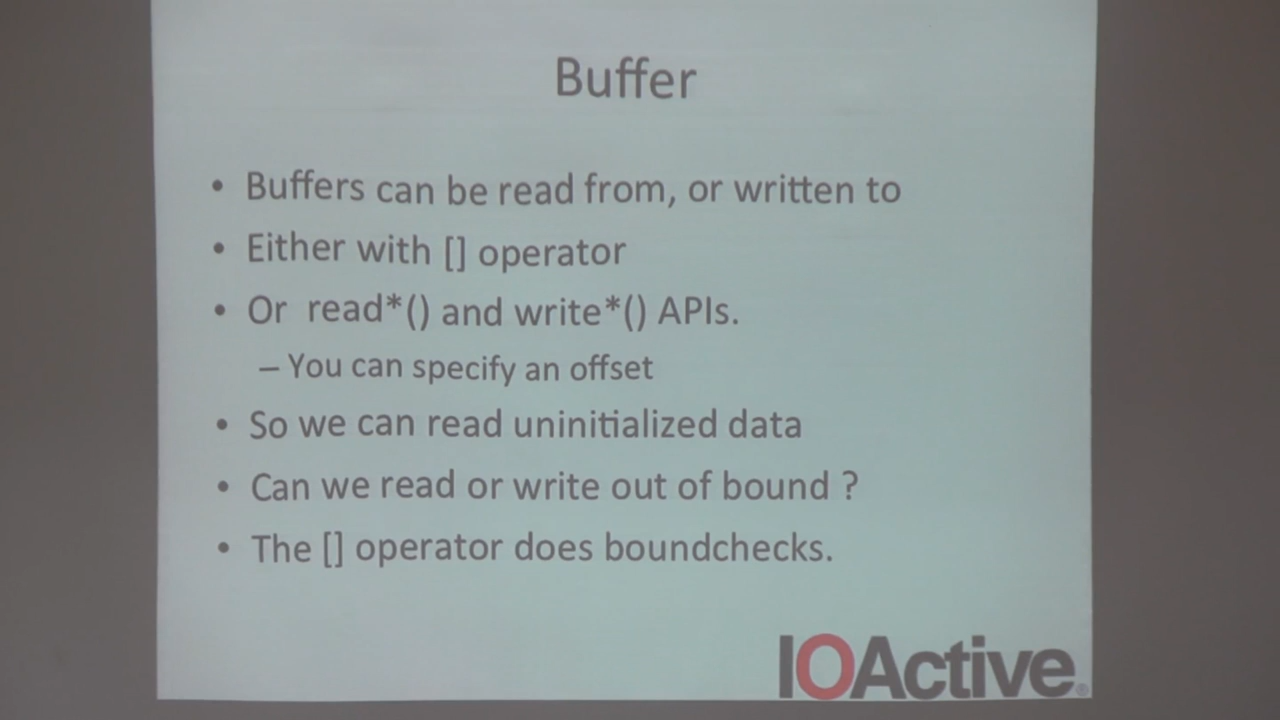 Buffer
• Buffers can be read from, or written to
• Either with [] operator
• Or read*() and write*() APIs.
– You can specify an offset
• So we can read uninitialized data
• Can we read or write out of bound ?
• The [] operator does boundchecks.
IOActive®